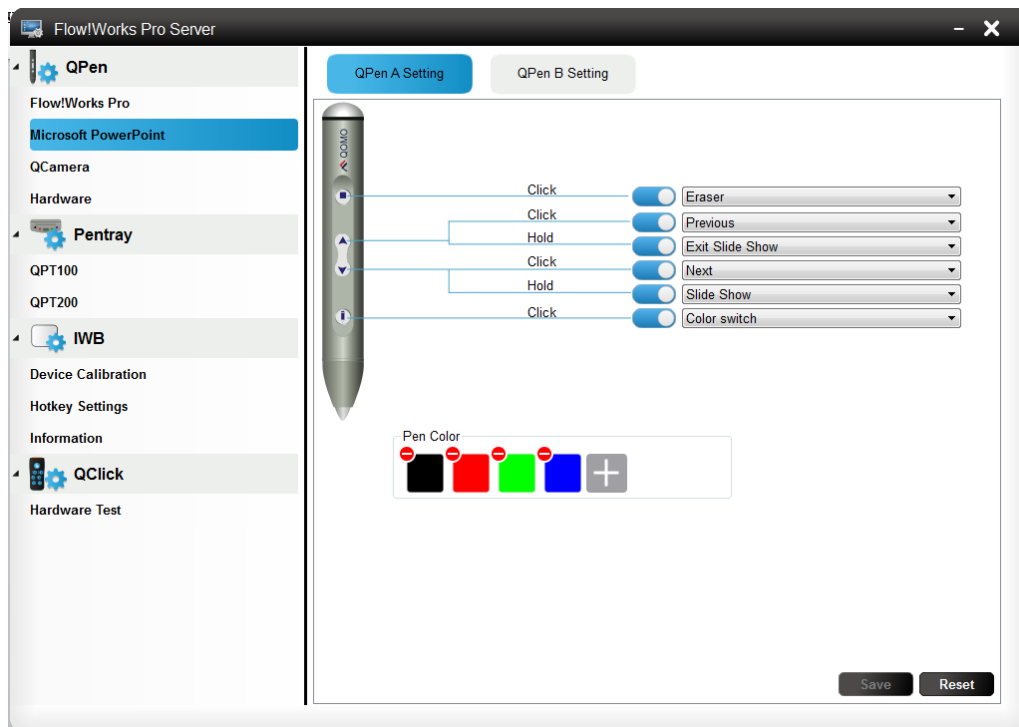 Flow!Works Pro Server
QPen
Flow!Works Pro
Microsoft PowerPoint
QCamera
Hardware
Pentray
QPT100
QPT200
IWB
Device Calibration
Hotkey Settings
Information
QClick
Hardware Test
QPen A Setting
QPen B Setting
QOMO
Click
Eraser
Click
Previous
Hold
Exit Slide Show
Click
Next
Hold
Slide Show
Click
Color switch
Pen Color
Save
Reset